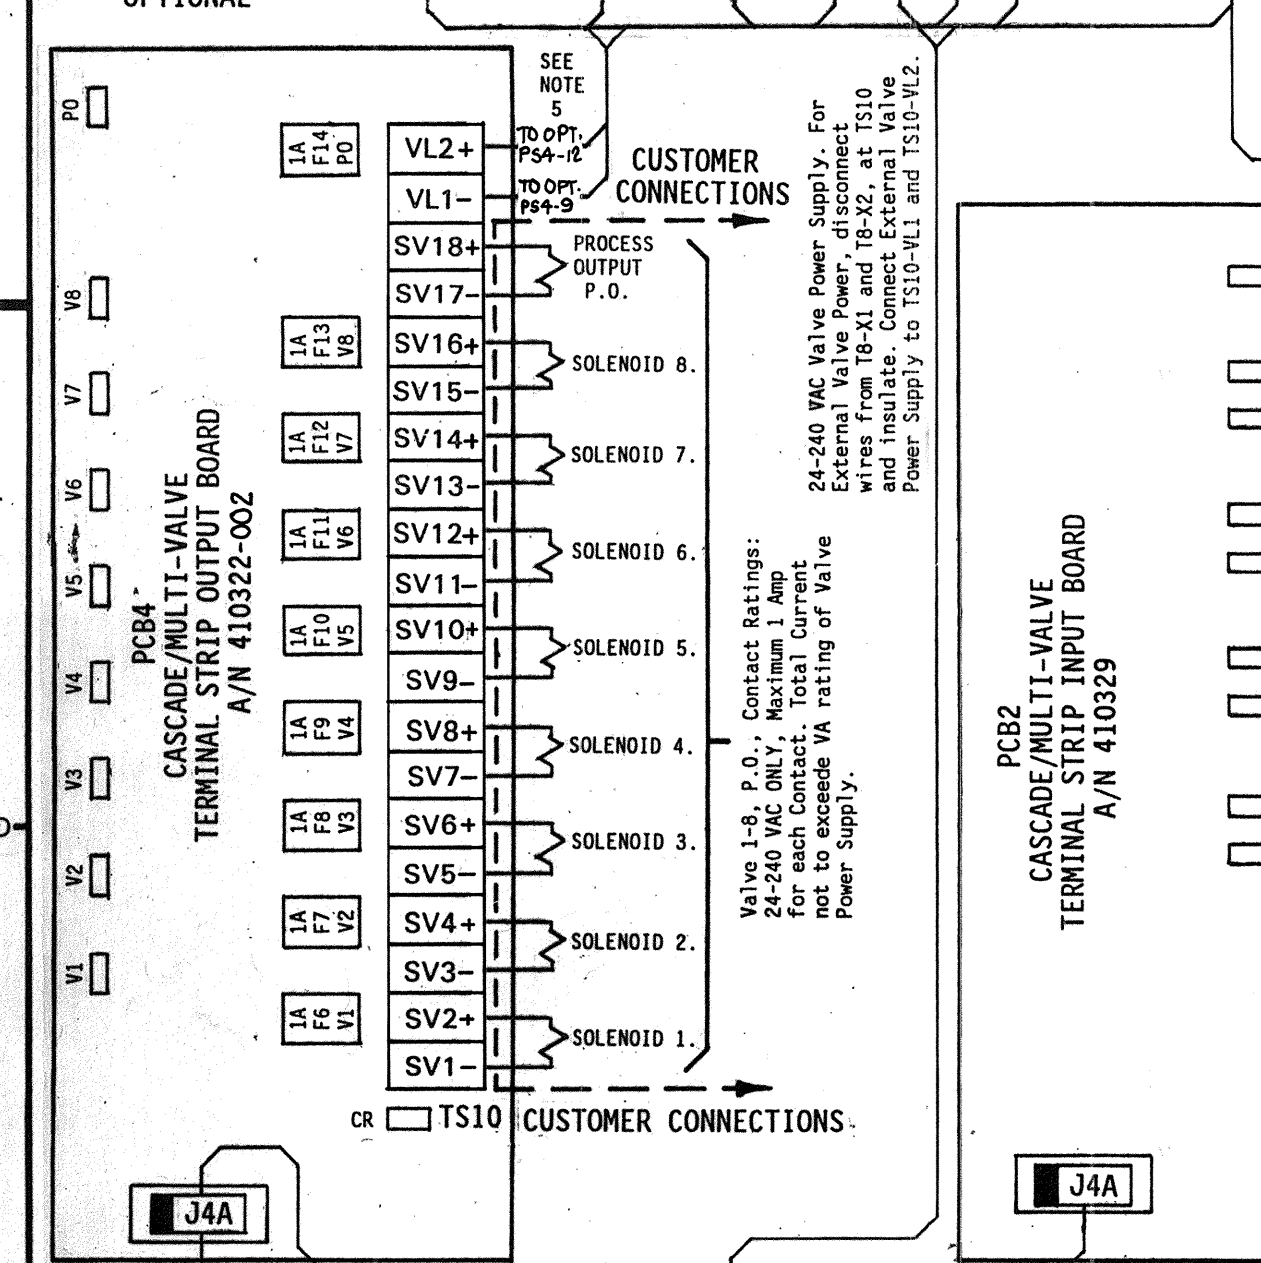 OPTIONAL
SEE
NOTE
5
P0
V8
V7
V6
V5
V4
V3
V2
V1
PCB4
CASCADE/MULTI-VALVE
TERMINAL STRIP OUTPUT BOARD
A/N 410322-002
1A
F14
P0
1A
F13
V8
1A
F12
V7
1A
F11
V6
1A
F10
V5
1A
F9
V4
1A
F8
V3
1A
F7
V2
1A
F6
V1
VL2+
VL1-
SV18+
SV17-
SV16+
SV15-
SV14+
SV13-
SV12+
SV11-
SV10+
SV9-
SV8+
SV7-
SV6+
SV5-
SV4+
SV3-
SV2+
SV1-
TO OPT.
PS4-12
TO OPT.
PS4-9
CUSTOMER
CONNECTIONS
PROCESS
OUTPUT
P.O.
SOLENOID 8.
SOLENOID 7.
SOLENOID 6.
SOLENOID 5.
SOLENOID 4.
SOLENOID 3.
SOLENOID 2.
SOLENOID 1.
CR
TS10
CUSTOMER CONNECTIONS
J4A
24-240 VAC Valve Power Supply. For
External Valve Power, disconnect
wires from T8-X1 and T8-X2, at TS10
and insulate. Connect External Valve
Power Supply to TS10-VL1 and TS10-VL2.
Valve 1-8, P.O., Contact Ratings:
24-240 VAC ONLY, Maximum 1 Amp
for each Contact. Total Current
not to exceede VA rating of Valve
Power Supply.
PCB2
CASCADE/MULTI-VALVE
TERMINAL STRIP INPUT BOARD
A/N 410329
J4A